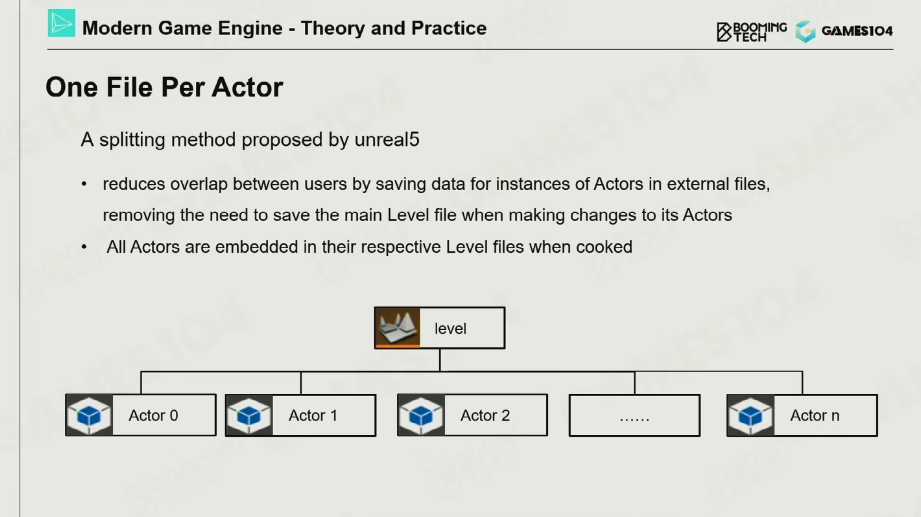 Modern Game Engine - Theory and Practice
BOOMING
TECH
GAMES104
One File Per Actor
A splitting method proposed by unreal5
• reduces overlap between users by saving data for instances of Actors in external files,
removing the need to save the main Level file when making changes to its Actors
• All Actors are embedded in their respective Level files when cooked
level
Actor 0
Actor 1
Actor 2
......
Actor n